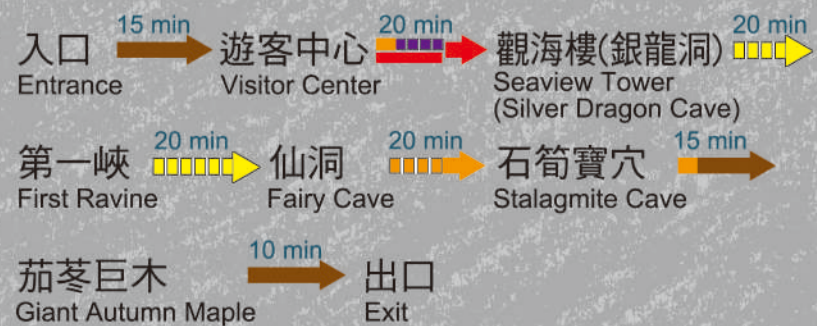 15 min 20 min 20 min
入口 遊客中心 觀海樓(銀龍洞)
Entrance Visitor Center Seaview Tower
(Silver Dragon Cave)
20 min 20 min 15 min
第一峽 仙洞 石筍寶穴
First Ravine Fairy Cave Stalagmite Cave
10 min
茄苳巨木 出口
Giant Autumn Maple Exit